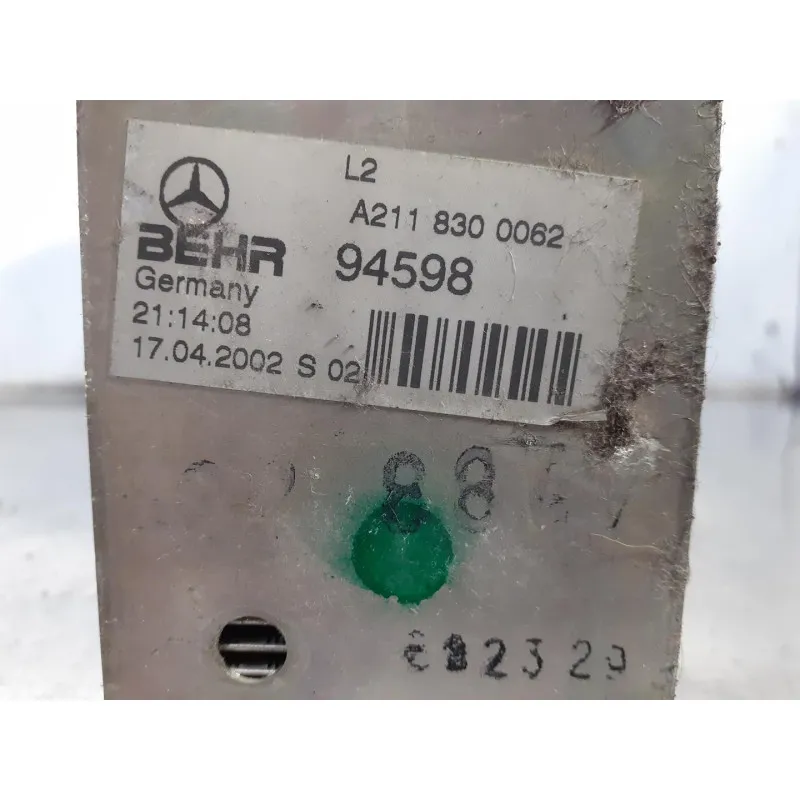 L2
A211 830 0062
BEHR 94598
Germany
21:14:08
17.04.2002 S 02